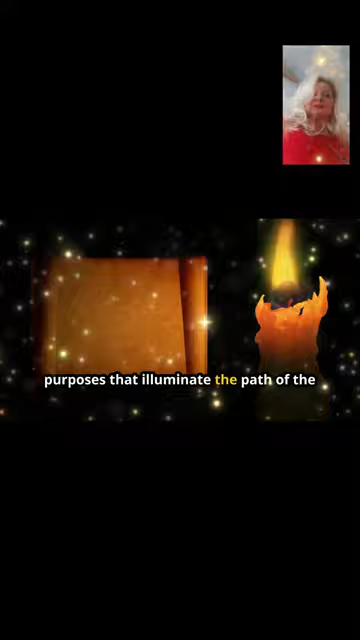 purposes that illuminate the path of the